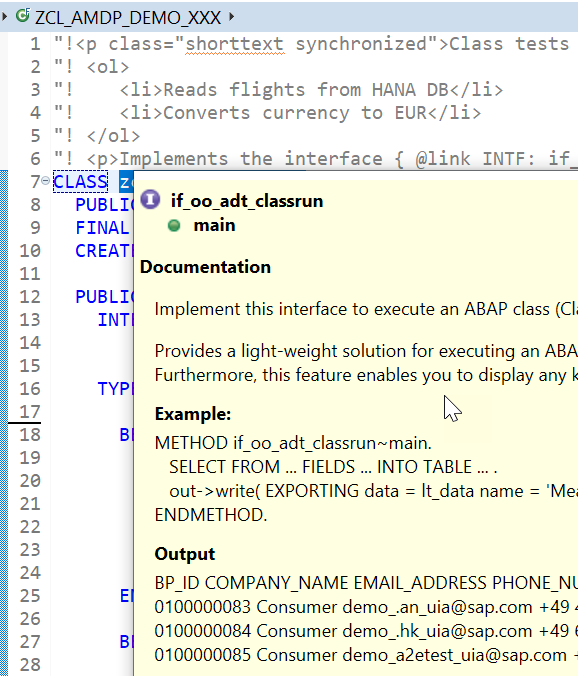 ZCL_AMDP_DEMO_XXX
1 "!<p class="shorttext synchronized">Class tests
2 "! <ol>
3 "!    <li>Reads flights from HANA DB</li>
4 "!    <li>Converts currency to EUR</li>
5 "! </ol>
6 "! <p>Implements the interface { @link INTF: if_
7 CLASS zc
8 PUBLIC
9 FINAL
10 CREATE
11
12 PUBLIC
13 INTE
14
15
16 TYPE
17
18 BE
19
20
21
22
23
24
25 EN
26
27 BE
28
if_oo_adt_classrun
main
Documentation
Implement this interface to execute an ABAP class (Cla
Provides a light-weight solution for executing an ABA
Furthermore, this feature enables you to display any k
Example:
METHOD if_oo_adt_classrun~main.
SELECT FROM ... FIELDS ... INTO TABLE ... .
out->write( EXPORTING data = lt_data name = 'Mea
ENDMETHOD.
Output
BP_ID COMPANY_NAME EMAIL_ADDRESS PHONE_NU
0100000083 Consumer demo_.an_uia@sap.com +49 4
0100000084 Consumer demo_.hk_uia@sap.com +49 6
0100000085 Consumer demo_a2etest_uia@sap.com +